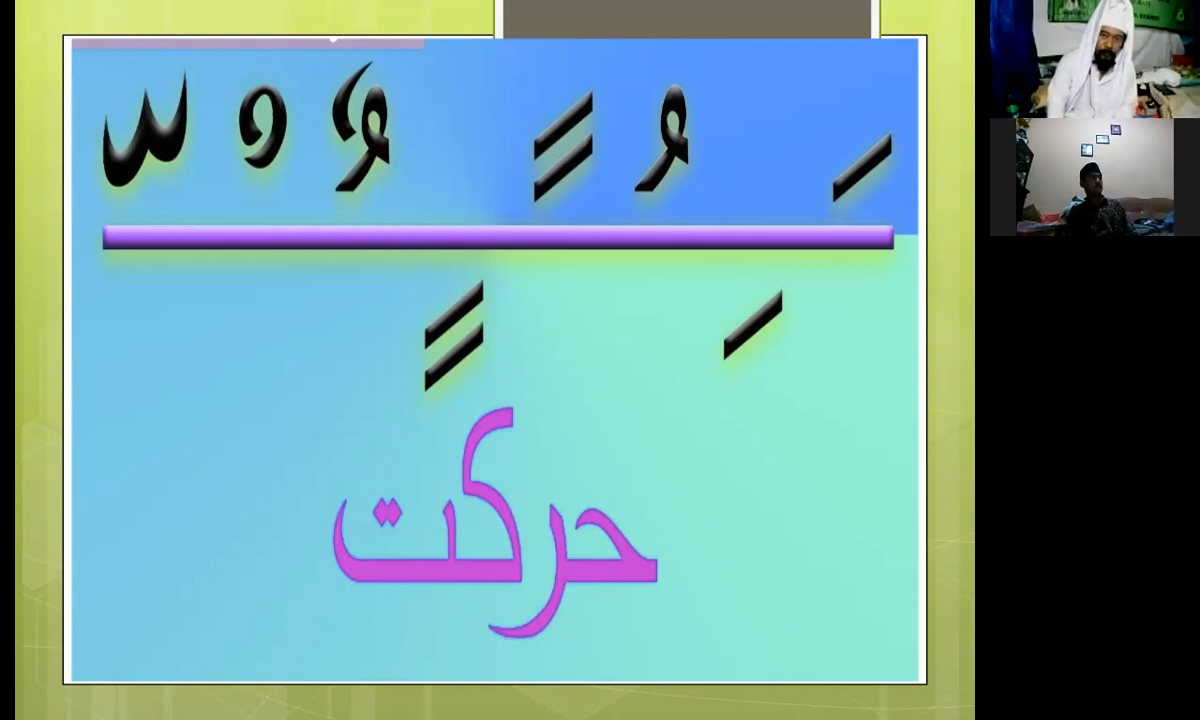 َ ُ ً ٌ ْ ّ
ِ ٍ
حركت